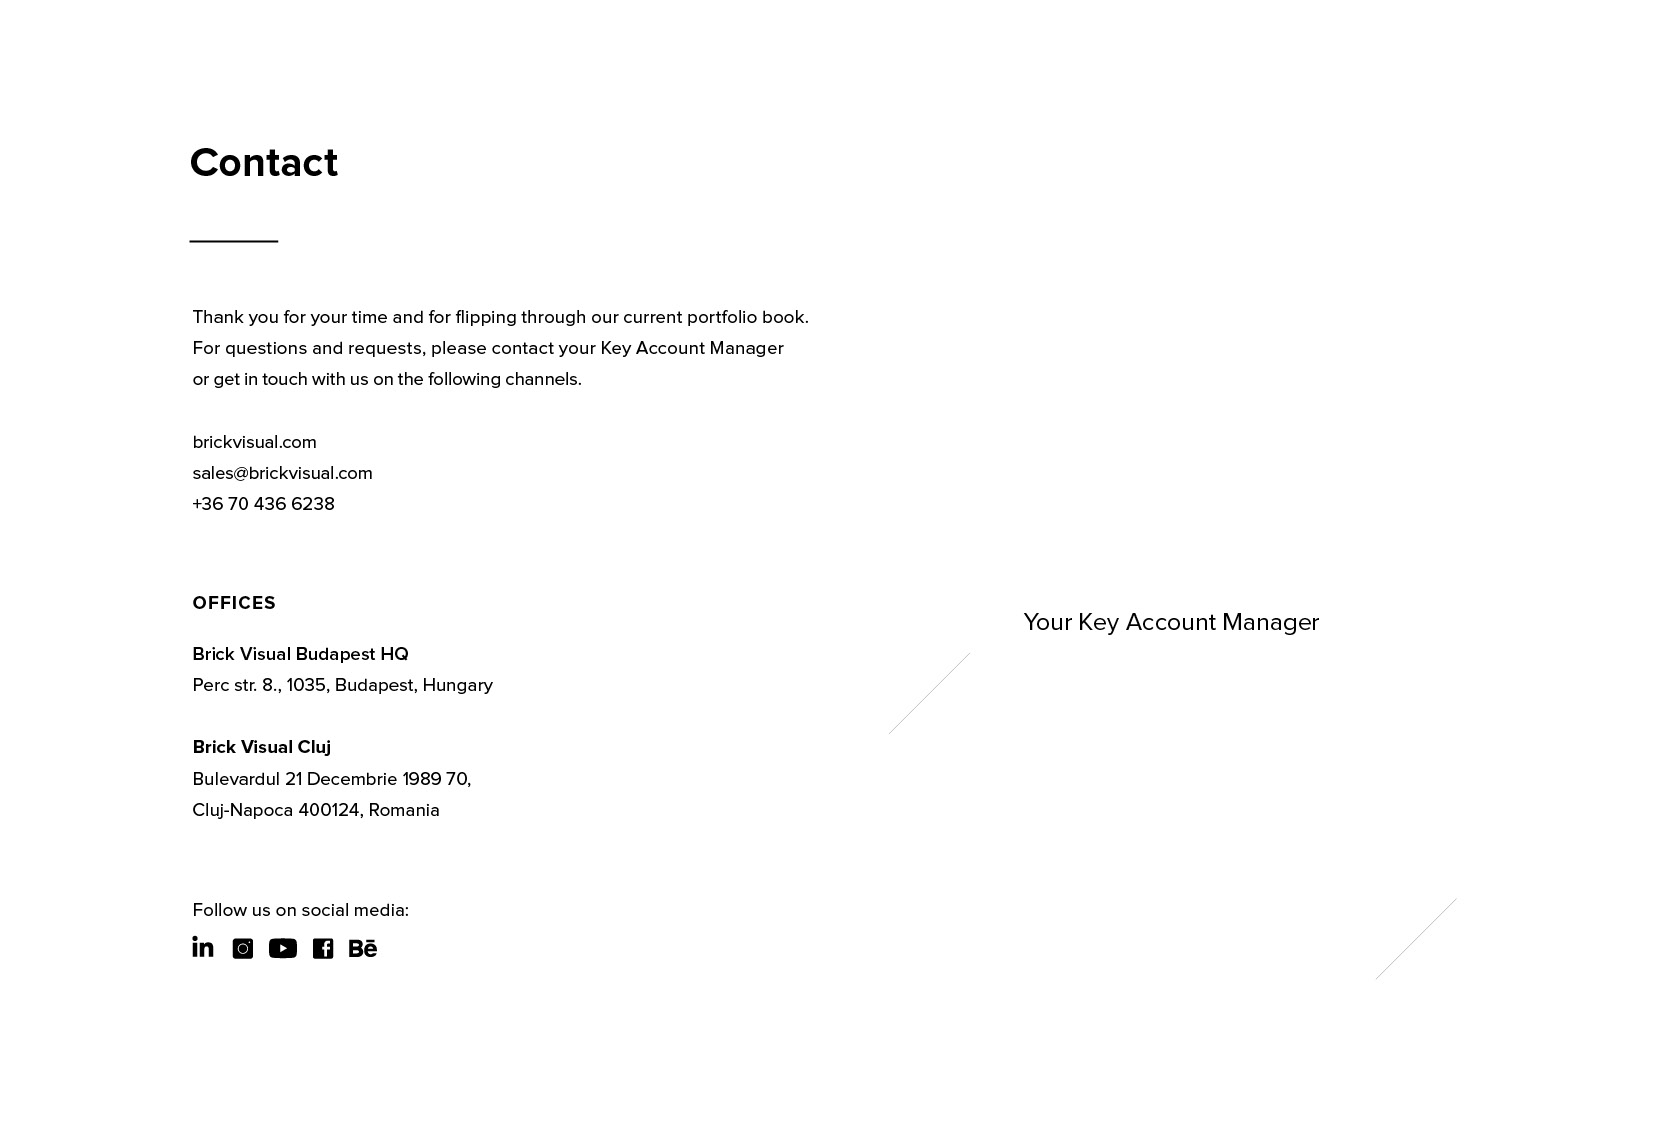 Contact
Thank you for your time and for flipping through our current portfolio book.
For questions and requests, please contact your Key Account Manager
or get in touch with us on the following channels.
brickvisual.com
sales@brickvisual.com
+36 70 436 6238
OFFICES
Brick Visual Budapest HQ
Perc str. 8., 1035, Budapest, Hungary
Brick Visual Cluj
Bulevardul 21 Decembrie 1989 70,
Cluj-Napoca 400124, Romania
Follow us on social media:
in Bē
Your Key Account Manager